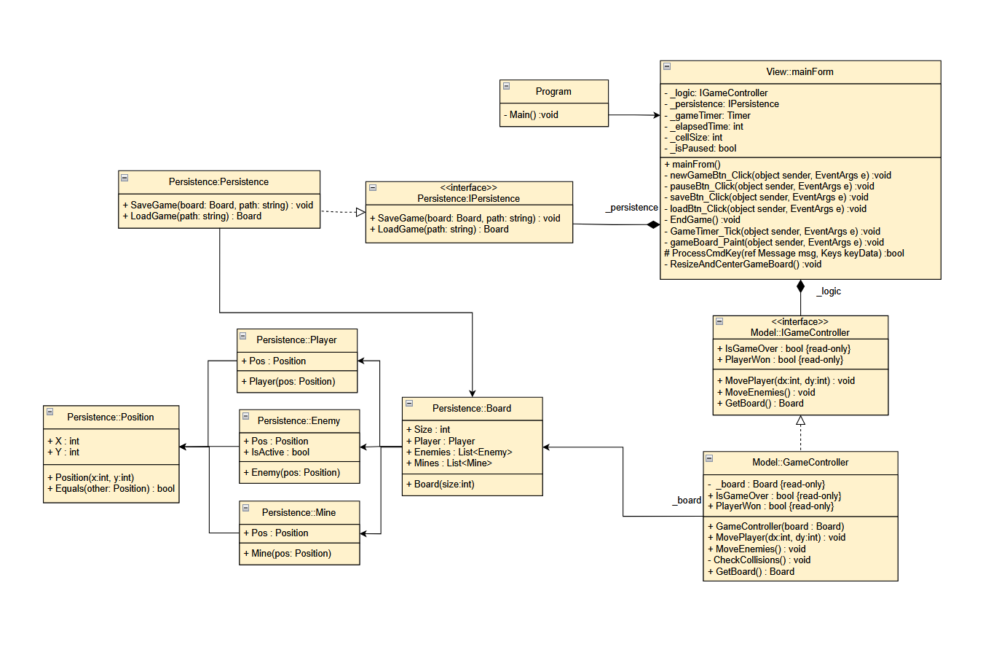 View::mainForm
- _logic: IGameController
- _persistence: IPersistence
- _gameTimer: Timer
- _elapsedTime: int
- _cellSize: int
- _isPaused: bool
+ mainFrom()
- newGameBtn_Click(object sender, EventArgs e) :void
- pauseBtn_Click(object sender, EventArgs e) :void
- saveBtn_Click(object sender, EventArgs e) :void
- loadBtn_Click(object sender, EventArgs e) :void
- EndGame() :void
- GameTimer_Tick(object sender, EventArgs e) :void
- gameBoard_Paint(object sender, EventArgs e) :void
# ProcessCmdKey(ref Message msg, Keys keyData) :bool
- ResizeAndCenterGameBoard() :void
Program
- Main() :void
Persistence:Persistence
+ SaveGame(board: Board, path: string) : void
+ LoadGame(path: string) : Board
<<interface>>
Persistence:IPersistence
+ SaveGame(board: Board, path: string) : void
+ LoadGame(path: string) : Board
_persistence
_logic
<<interface>>
Model::IGameController
+ IsGameOver : bool {read-only}
+ PlayerWon : bool {read-only}
+ MovePlayer(dx:int, dy:int) : void
+ MoveEnemies() : void
+ GetBoard() : Board
Persistence::Player
+ Pos : Position
+ Player(pos: Position)
Persistence::Position
+ X : int
+ Y : int
+ Position(x:int, y:int)
+ Equals(other: Position) : bool
Persistence::Enemy
+ Pos : Position
+ IsActive : bool
+ Enemy(pos: Position)
Persistence::Board
+ Size : int
+ Player : Player
+ Enemies : List<Enemy>
+ Mines : List<Mine>
+ Board(size:int)
Persistence::Mine
+ Pos : Position
+ Mine(pos: Position)
_board
Model::GameController
- _board : Board {read-only}
+ IsGameOver : bool {read-only}
+ PlayerWon : bool {read-only}
+ GameController(board : Board)
+ MovePlayer(dx:int, dy:int) : void
+ MoveEnemies() : void
- CheckCollisions() : void
+ GetBoard() : Board